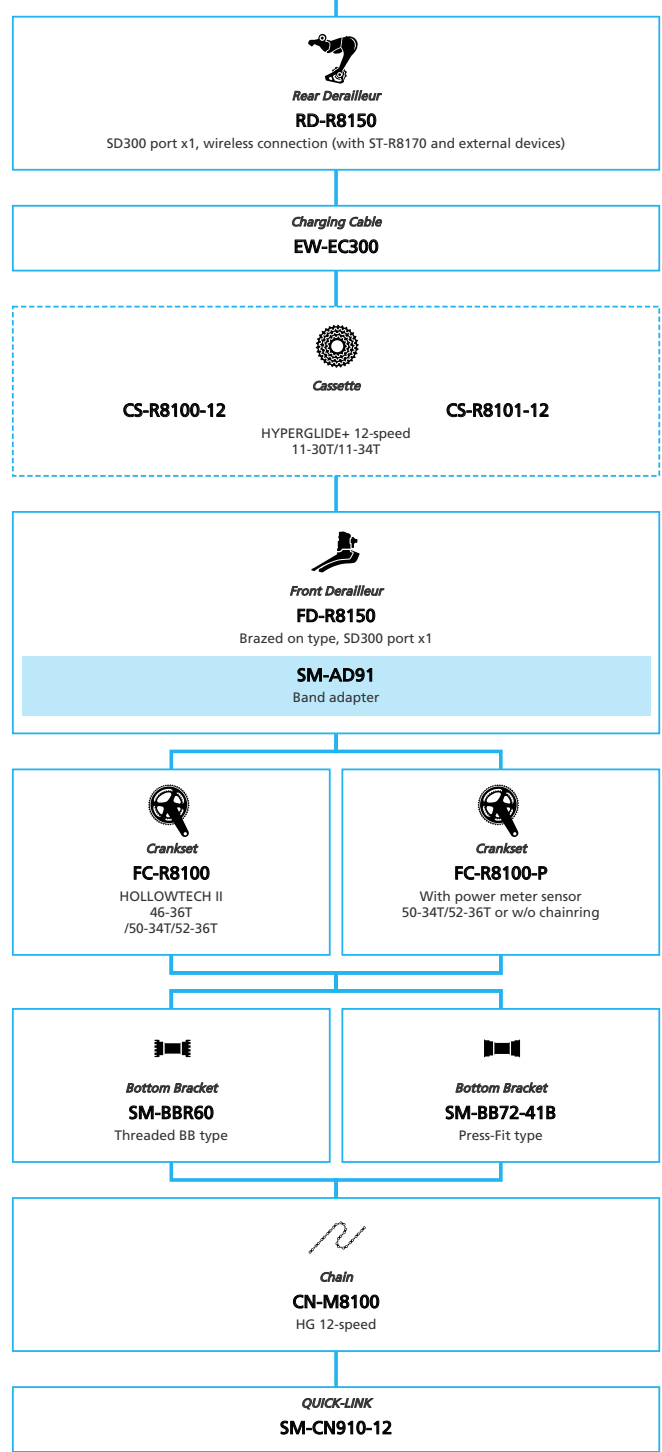 Rear Derailleur
RD-R8150
SD300 port x1, wireless connection (with ST-R8170 and external devices)
Charging Cable
EW-EC300
Cassette
CS-R8100-12
CS-R8101-12
HYPERGLIDE+ 12-speed
11-30T/11-34T
Front Derailleur
FD-R8150
Brazed on type, SD300 port x1
SM-AD91
Band adapter
Crankset
FC-R8100
HOLLOWTECH II
46-36T
/50-34T/52-36T
Crankset
FC-R8100-P
With power meter sensor
50-34T/52-36T or w/o chainring
Bottom Bracket
SM-BBR60
Threaded BB type
Bottom Bracket
SM-BB72-41B
Press-Fit type
Chain
CN-M8100
HG 12-speed
QUICK-LINK
SM-CN910-12